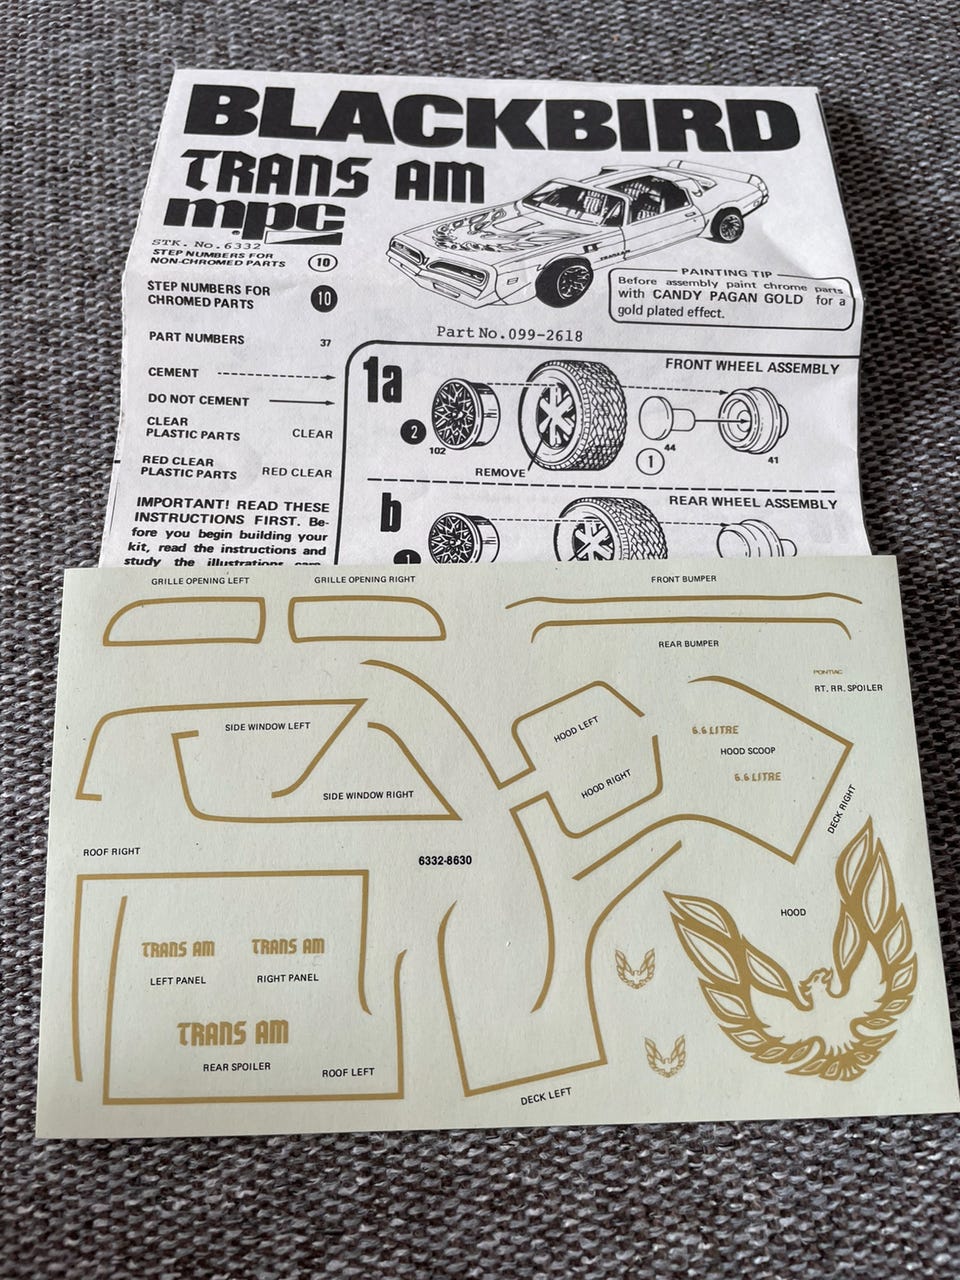 BLACKBIRD
TRANS AM
mpc
STK. No. 6332
STEP NUMBERS FOR
NON-CHROMED PARTS 10
STEP NUMBERS FOR
CHROMED PARTS 10
PART NUMBERS 37
CEMENT
DO NOT CEMENT
CLEAR
PLASTIC PARTS CLEAR
RED CLEAR
PLASTIC PARTS RED CLEAR
IMPORTANT! READ THESE
INSTRUCTIONS FIRST. Be-
fore you begin building your
kit, read the instructions and
study the illustrations
PAINTING TIP
Before assembly paint chrome parts
with CANDY PAGAN GOLD for a
gold plated effect.
Part No. 099-2618
1a
FRONT WHEEL ASSEMBLY
2
102
REMOVE
1
44
41
b
REAR WHEEL ASSEMBLY
GRILLE OPENING LEFT
GRILLE OPENING RIGHT
FRONT BUMPER
REAR BUMPER
PONTIAC
RT. RR. SPOILER
SIDE WINDOW LEFT
HOOD LEFT
6.6 LITRE
HOOD SCOOP
6.6 LITRE
HOOD RIGHT
SIDE WINDOW RIGHT
DECK RIGHT
ROOF RIGHT
6332-8630
HOOD
TRANS AM
TRANS AM
LEFT PANEL
RIGHT PANEL
TRANS AM
REAR SPOILER
ROOF LEFT
DECK LEFT